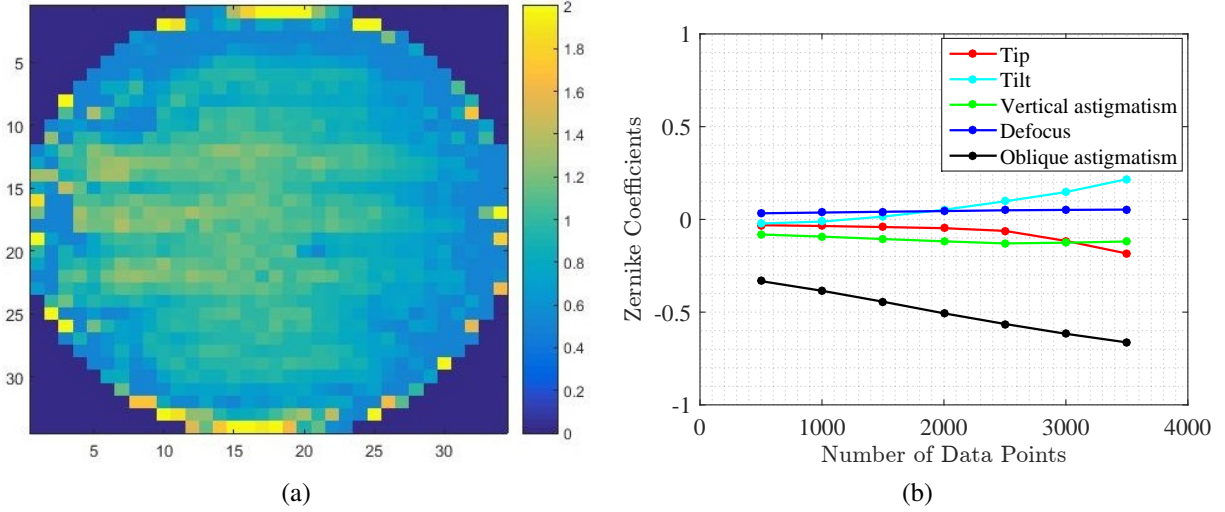 5
10
15
20
25
30
5 10 15 20 25 30
2
1.8
1.6
1.4
1.2
1
0.8
0.6
0.4
0.2
0
(a)
1
0.5
0
-0.5
-1
Zernike Coefficients
Tip
Tilt
Vertical astigmatism
Defocus
Oblique astigmatism
0 1000 2000 3000 4000
Number of Data Points
(b)